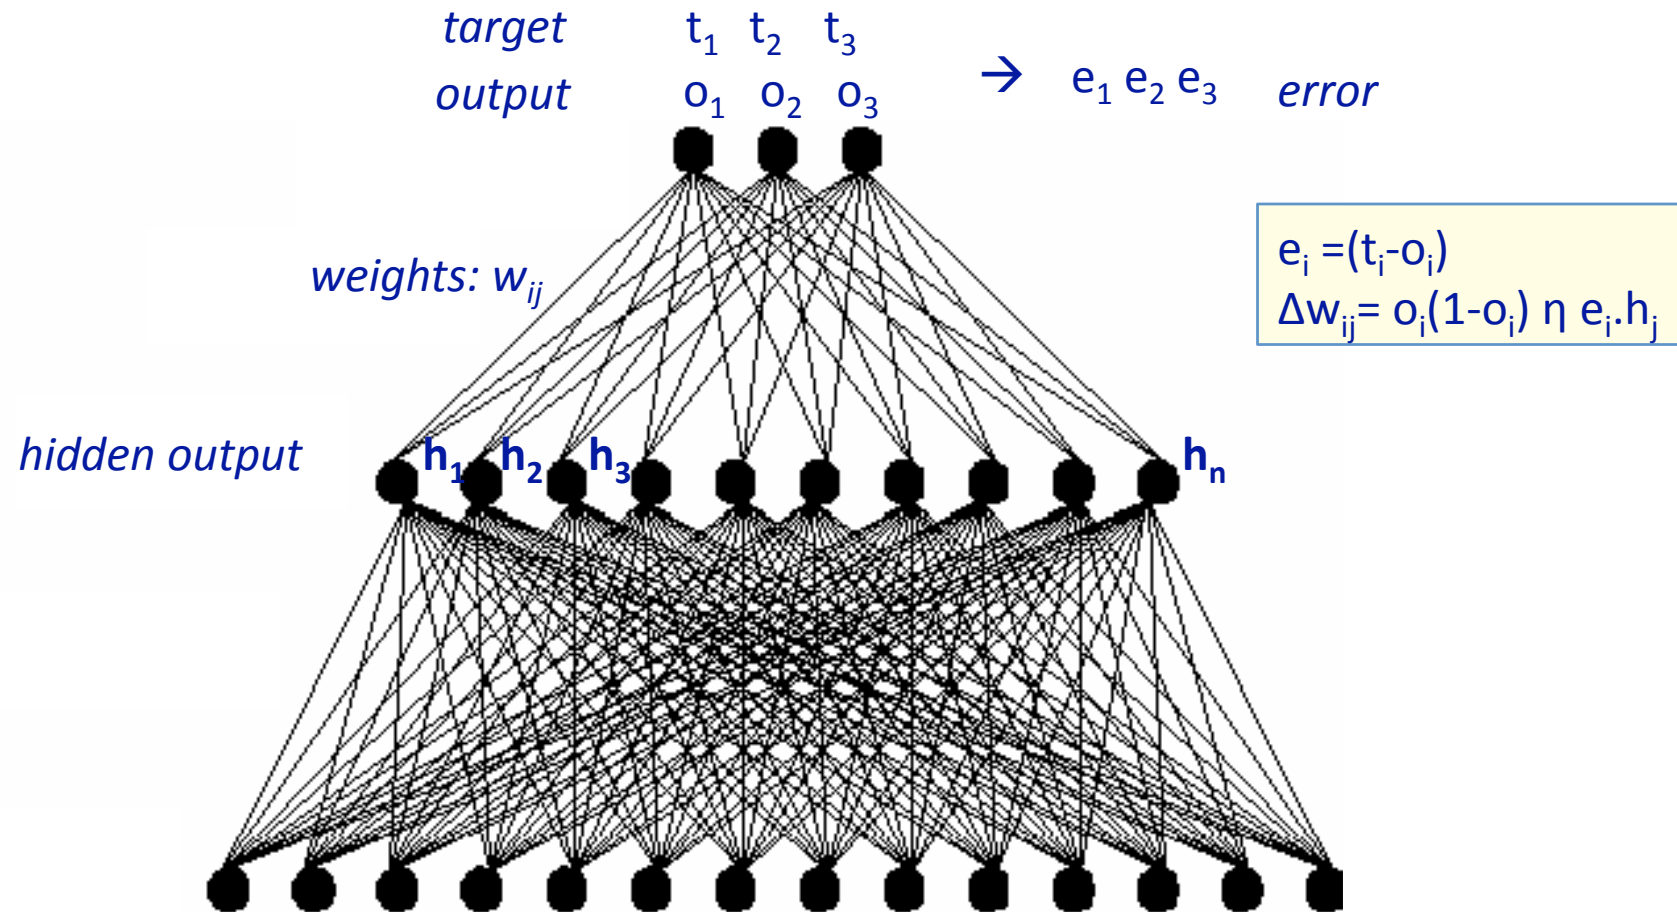 target t₁ t₂ t₃
output o₁ o₂ o₃ → e₁ e₂ e₃ error
weights: wᵢⱼ
eᵢ =(tᵢ-oᵢ)
Δwᵢⱼ= oᵢ(1-oᵢ) η eᵢ.hⱼ
hidden output h₁ h₂ h₃ hₙ